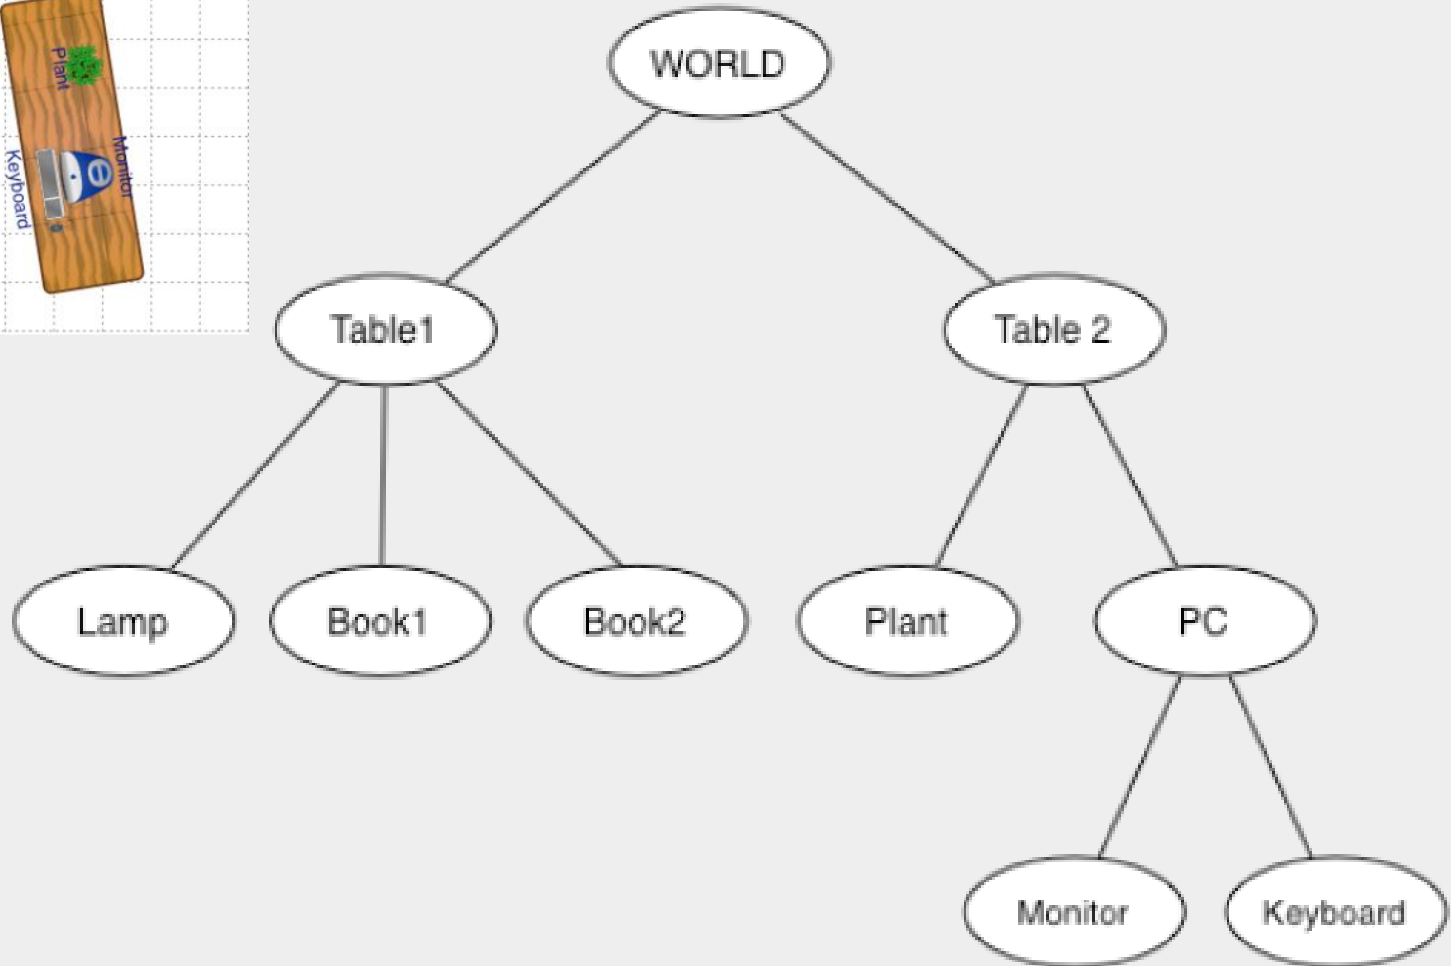 Plant
Monitor
Keyboard
WORLD
Table1
Table 2
Lamp
Book1
Book2
Plant
PC
Monitor
Keyboard